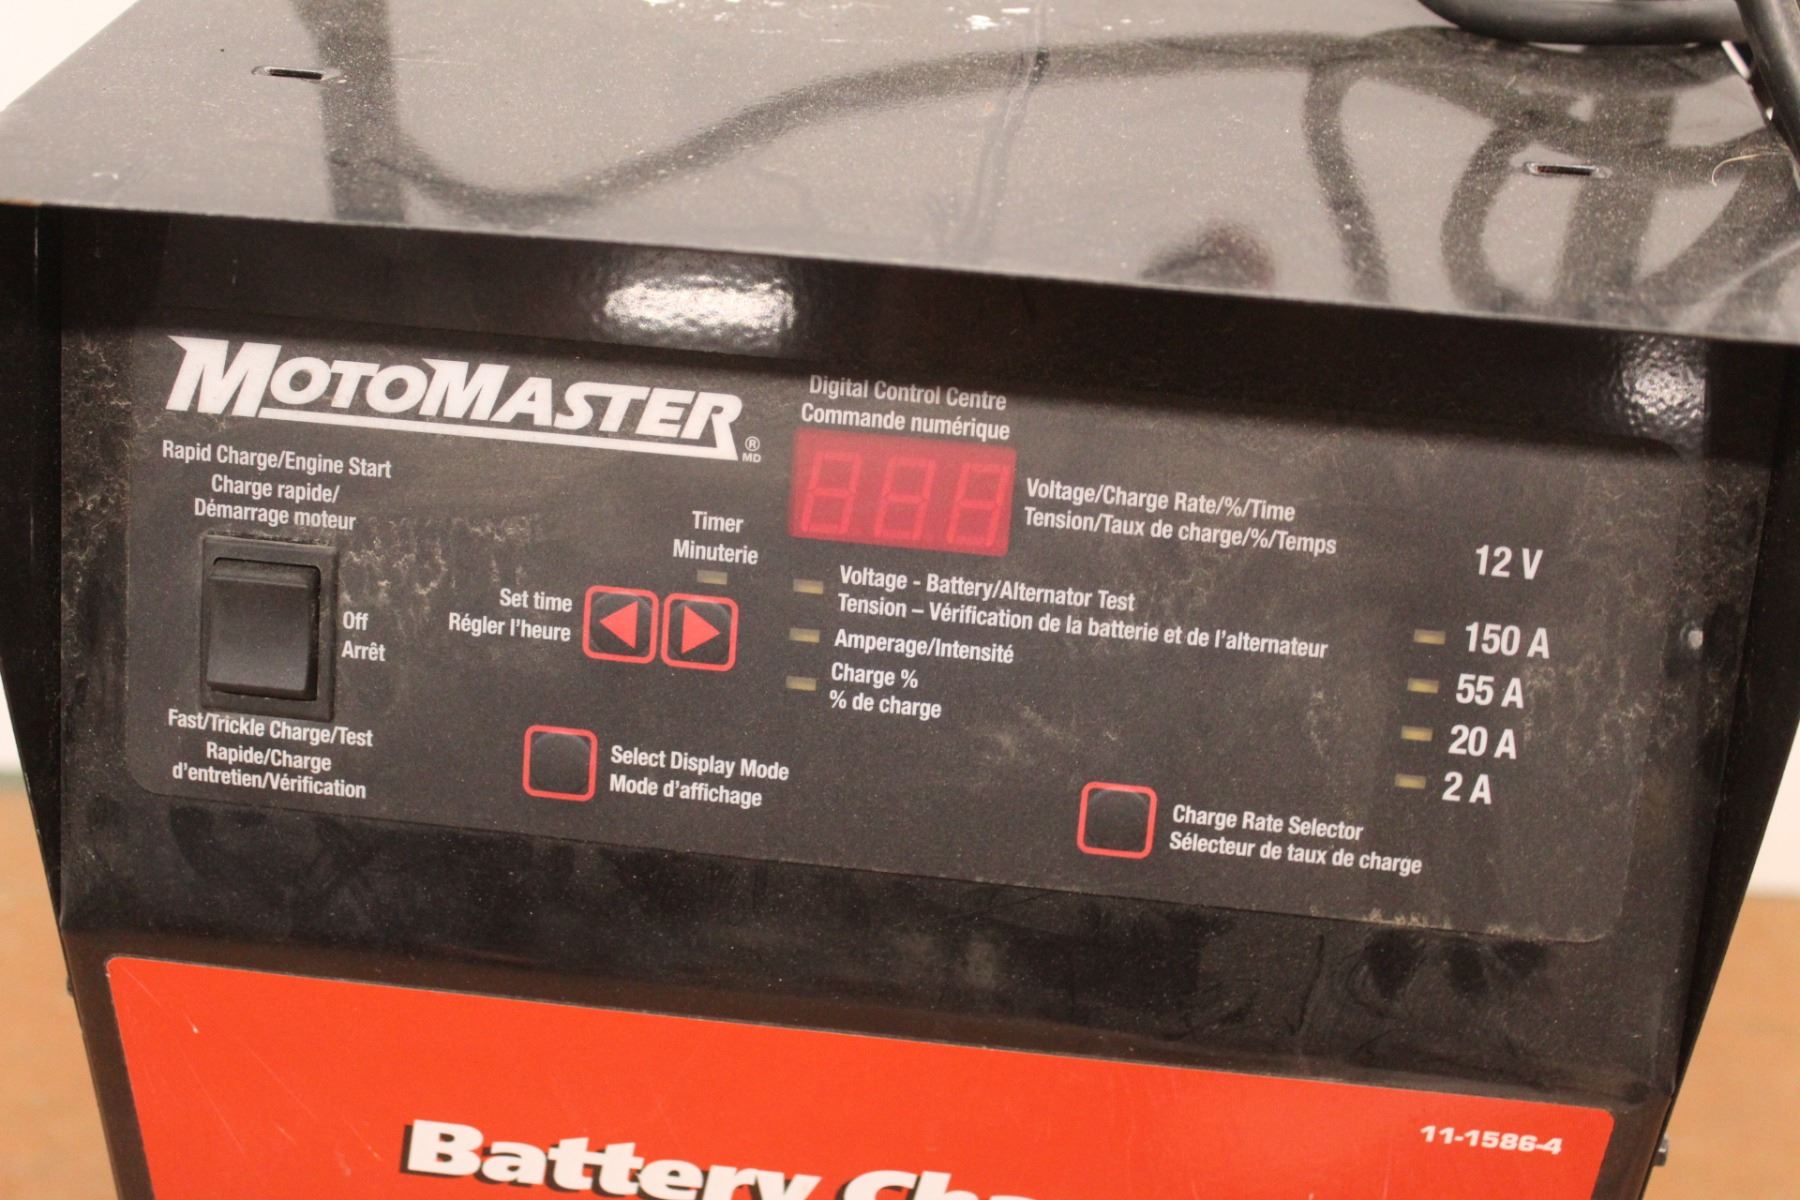 MOTOMASTER
® MD
Rapid Charge/Engine Start
Charge rapide/
Démarrage moteur
Off
Arrêt
Fast/Trickle Charge/Test
Rapide/Charge
d'entretien/Vérification
Timer
Minuterie
Set time
Régler l'heure
Select Display Mode
Mode d'affichage
Digital Control Centre
Commande numérique
Voltage/Charge Rate/%/Time
Tension/Taux de charge/%/Temps
Voltage - Battery/Alternator Test
Tension – Vérification de la batterie et de l'alternateur
Amperage/Intensité
Charge %
% de charge
12 V
150 A
55 A
20 A
2 A
Charge Rate Selector
Sélecteur de taux de charge
11-1586-4
Battery Cha